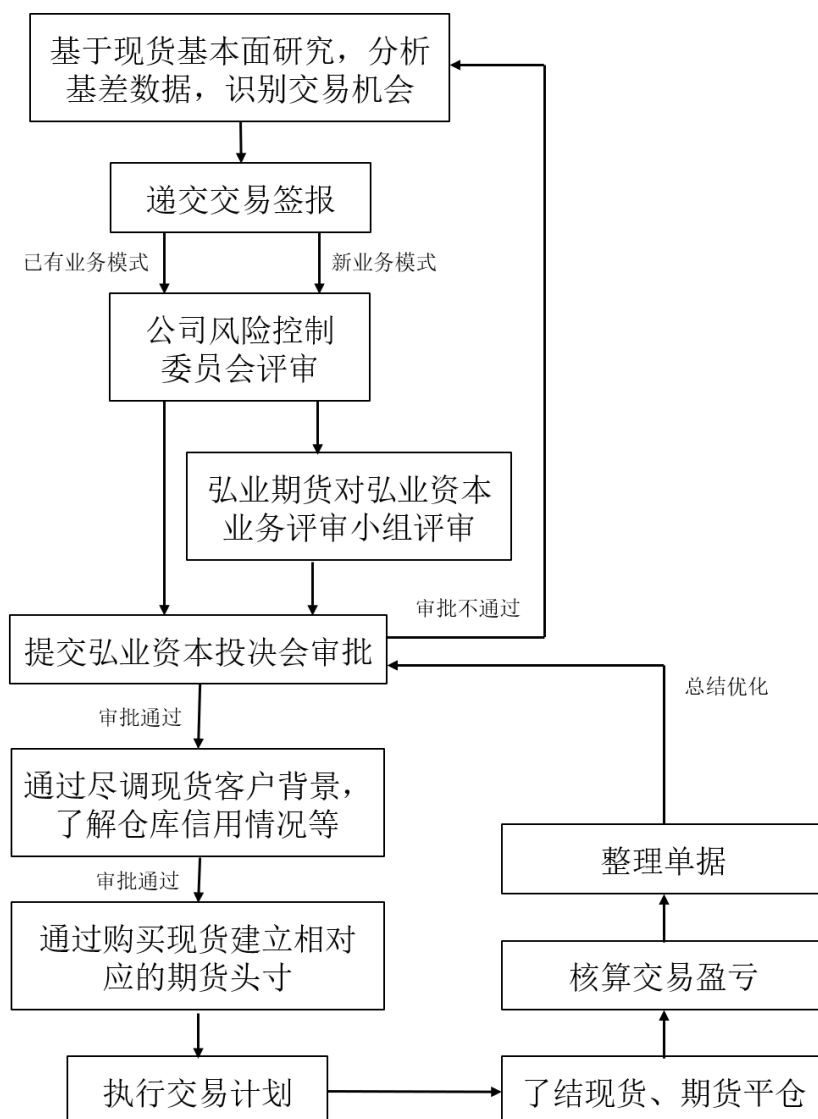 基于现货基本面研究，分析
基差数据，识别交易机会
递交交易签报
已有业务模式
新业务模式
公司风险控制
委员会评审
弘业期货对弘业资本
业务评审小组评审
审批不通过
提交弘业资本投决会审批
总结优化
审批通过
通过尽调现货客户背景，
了解仓库信用情况等
整理单据
审批通过
通过购买现货建立相对
应的期货头寸
核算交易盈亏
执行交易计划
了结现货、期货平仓